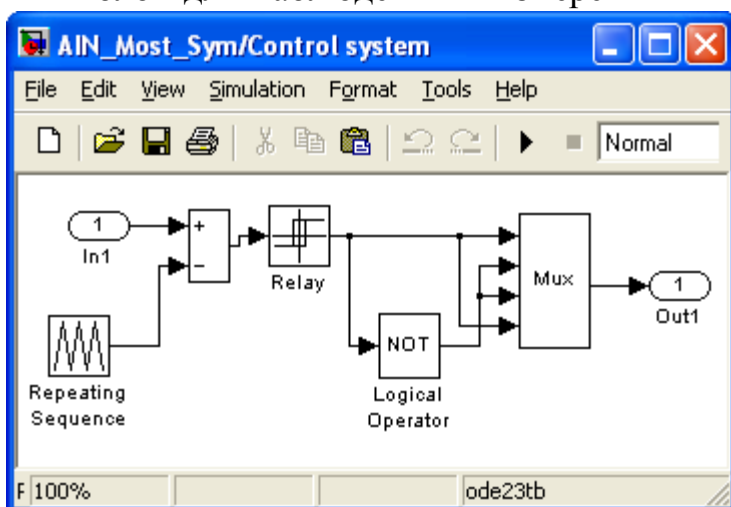 AIN_Most_Sym/Control system
File Edit View Simulation Format Tools Help
Normal
1
In1
+
−
Relay
Mux
1
Out1
NOT
Repeating
Sequence
Logical
Operator
F 100%
ode23tb